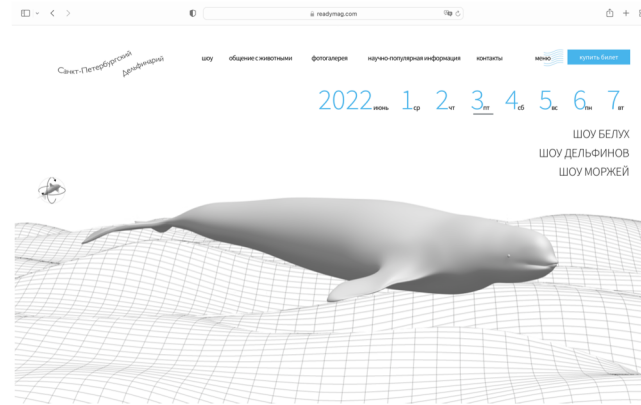 readymag.com
Санкт-Петербургский
Дельфинарий
шоу общение с животными фотогалерея научно-популярная информация контакты меню купить билет
2022 июнь 1 ср 2 чт 3 пт 4 сб 5 вс 6 пн 7 вт
ШОУ БЕЛУХ
ШОУ ДЕЛЬФИНОВ
ШОУ МОРЖЕЙ